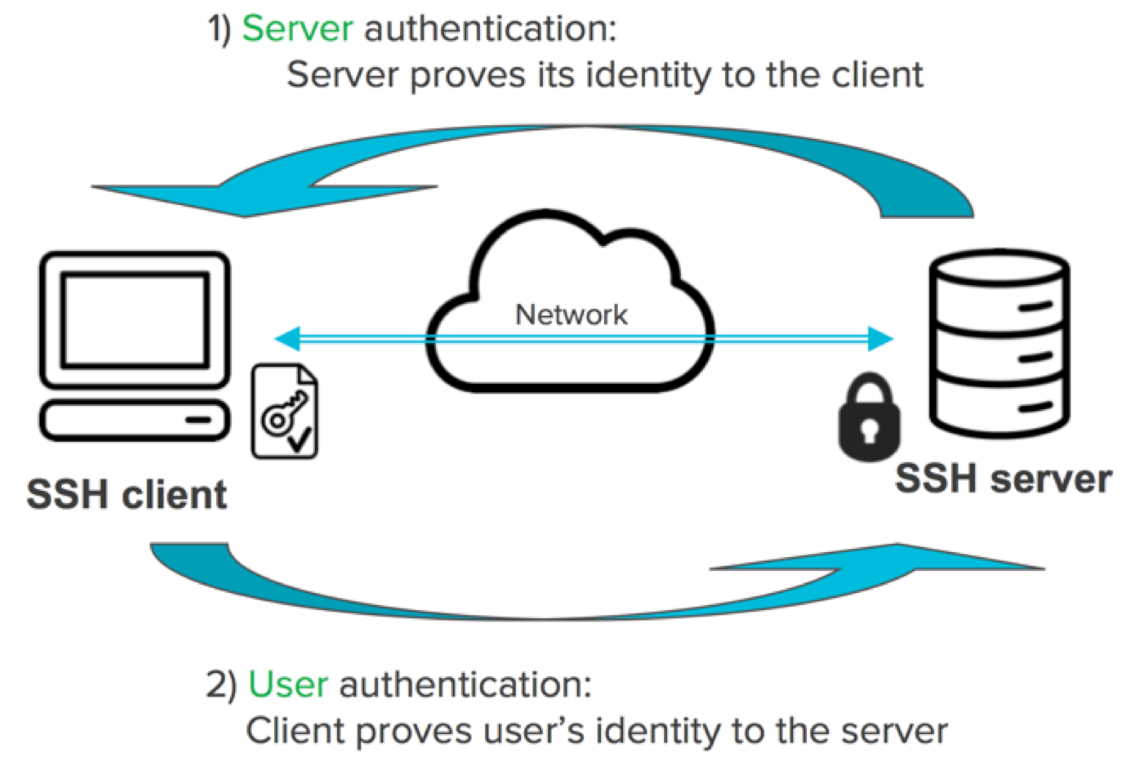 1) Server authentication:
Server proves its identity to the client
Network
SSH client
SSH server
2) User authentication:
Client proves user's identity to the server